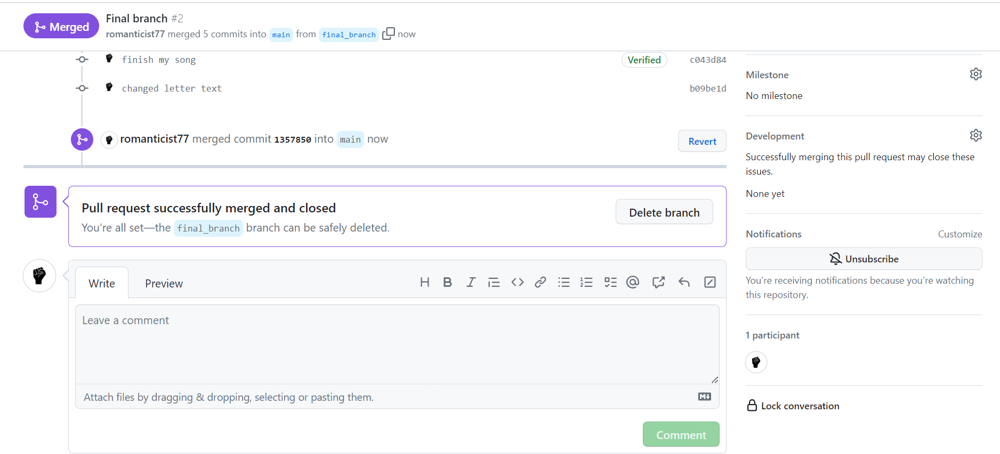 Merged
Final branch #2
romanticist77 merged 5 commits into main from final_branch now
finish my song Verified c043d84
changed letter text b09be1d
romanticist77 merged commit 1357850 into main now Revert
Pull request successfully merged and closed
You’re all set—the final_branch branch can be safely deleted.
Delete branch
Write Preview
Leave a comment
Attach files by dragging & dropping, selecting or pasting them.
Comment
Milestone
No milestone
Development
Successfully merging this pull request may close these
issues.
None yet
Notifications Customize
Unsubscribe
You’re receiving notifications because you’re watching
this repository.
1 participant
Lock conversation